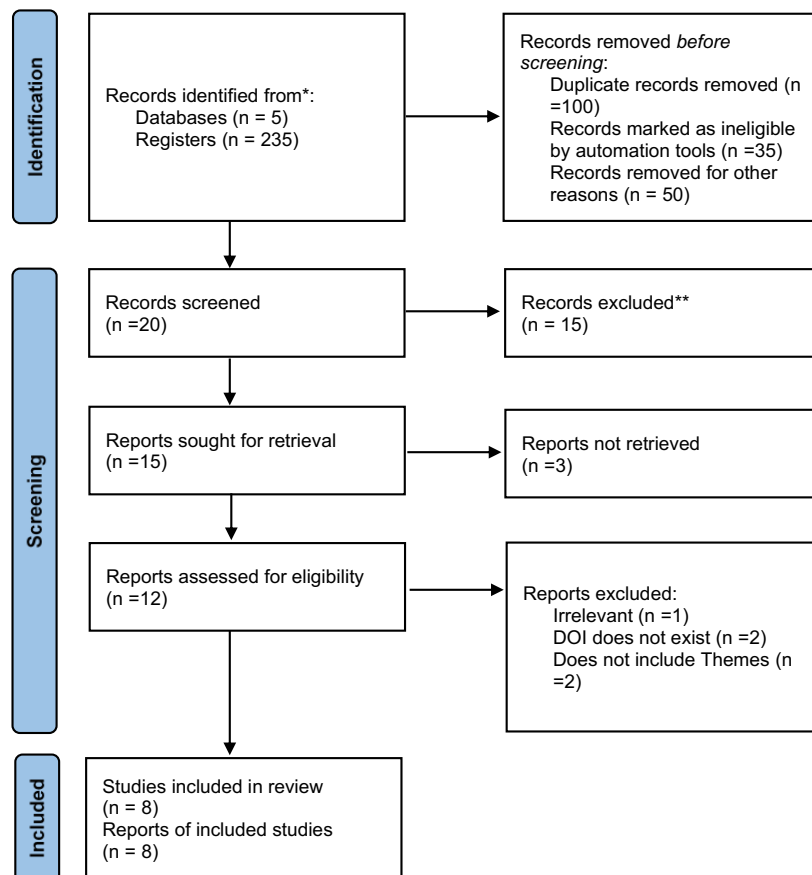 Identification
Records identified from*:
Databases (n = 5)
Registers (n = 235)
Records removed before
screening:
Duplicate records removed (n
=100)
Records marked as ineligible
by automation tools (n =35)
Records removed for other
reasons (n = 50)
Screening
Records screened
(n =20)
Records excluded**
(n = 15)
Reports sought for retrieval
(n =15)
Reports not retrieved
(n =3)
Reports assessed for eligibility
(n =12)
Reports excluded:
Irrelevant (n =1)
DOI does not exist (n =2)
Does not include Themes (n
=2)
Included
Studies included in review
(n = 8)
Reports of included studies
(n = 8)